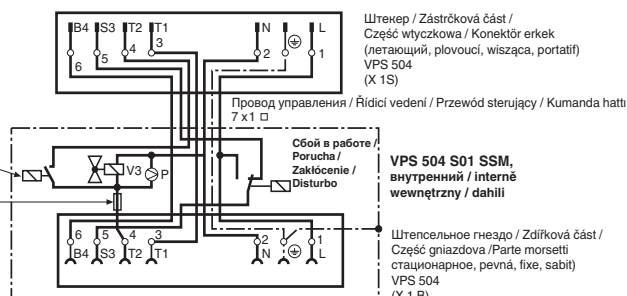 B4 S3 T2 T1 N L
6 5 4 3 2 1
Штекер / Zástrčková část /
Część wtyczkowa / Konektör erkek
(летающий, plovoucí, wisząca, portatif)
VPS 504
(X 1S)
Провод управления / Řídicí vedení / Przewód sterujący / Kumanda hattı
7 x 1 □
Сбой в работе /
Porucha /
Zakłócenie /
Disturbo
V3 P
VPS 504 S01 SSM,
внутренний / interně
wewnętrzny / dahili
6 5 4 3 2 1
B4 S3 T2 T1 N L
Штепсельное гнездо / Zdířková část /
Część gniazdova /Parte morsetti
стационарное, pevná, fixe, sabit)
VPS 504
(X 1 B)